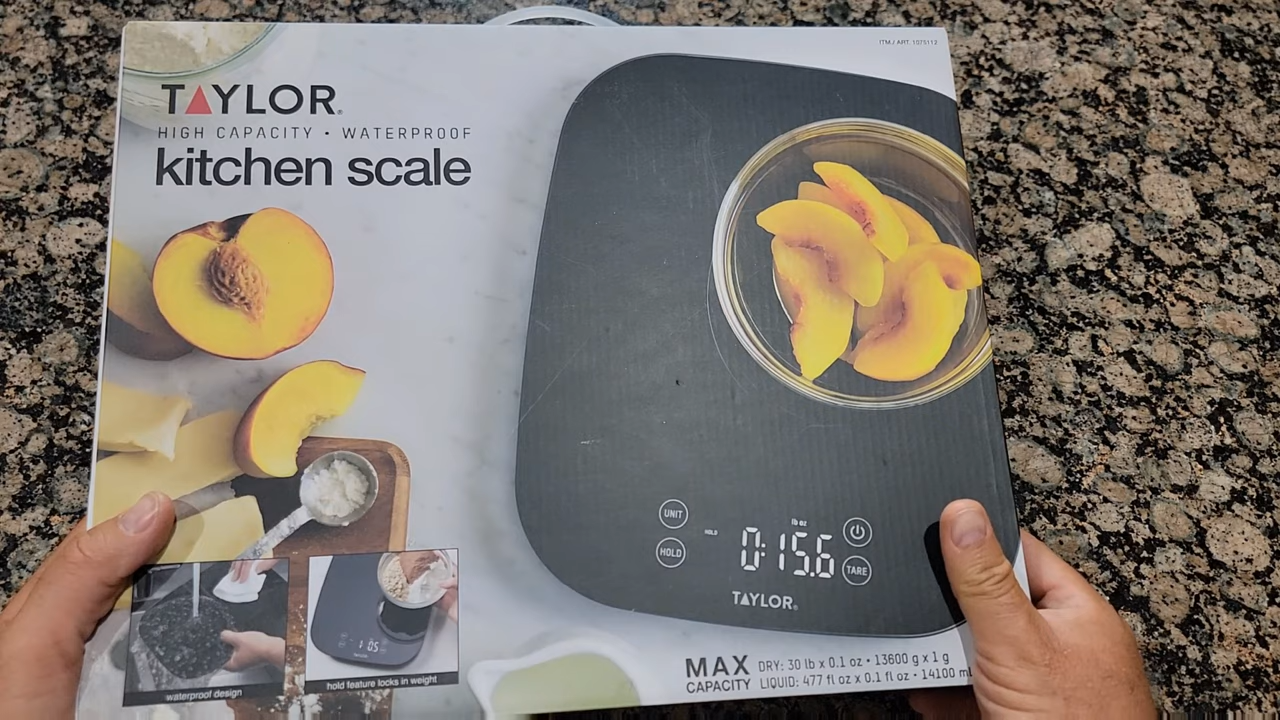 ITM./ ART. 1075112
TAYLOR®
HIGH CAPACITY • WATERPROOF
kitchen scale
UNIT
HOLD
HOLD
lb oz
0:15.6
TARE
TAYLOR®
waterproof design
hold feature locks in weight
MAX CAPACITY
DRY: 30 lb x 0.1 oz • 13600 g x 1 g
LIQUID: 477 fl oz x 0.1 fl oz • 14100 mL